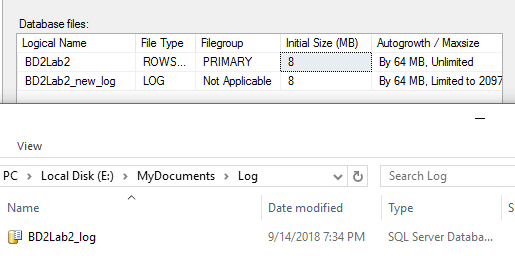 Database files:
Logical Name File Type Filegroup Initial Size (MB) Autogrowth / Maxsize
BD2Lab2 ROWS... PRIMARY 8 By 64 MB, Unlimited
BD2Lab2_new_log LOG Not Applicable 8 By 64 MB, Limited to 2097
View
PC > Local Disk (E:) > MyDocuments > Log Search Log
Name Date modified Type
BD2Lab2_log 9/14/2018 7:34 PM SQL Server Databa...